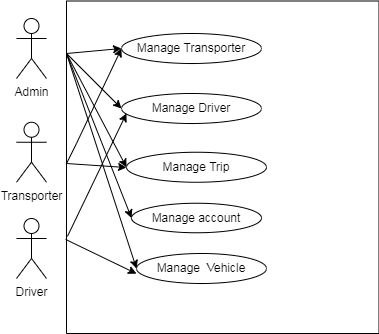 Manage Transporter
Admin
Manage Driver
Manage Trip
Transporter
Manage account
Manage  Vehicle
Driver